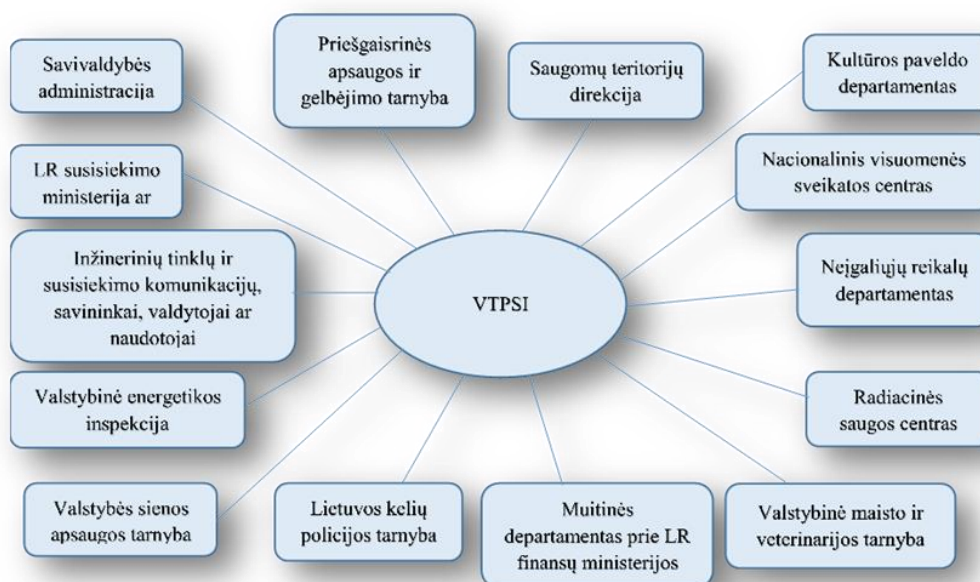 Savivaldybės
administracija
Priešgaisrinės
apsaugos ir
gelbėjimo tarnyba
Saugomų teritorijų
direkcija
Kultūros paveldo
departamentas
LR susisiekimo
ministerija ar
Nacionalinis visuomenės
sveikatos centras
Inžinerinių tinklų ir
susisiekimo komunikacijų,
savininkai, valdytojai ar
naudotojai
VTPSI
Neįgaliųjų reikalų
departamentas
Valstybinė energetikos
inspekcija
Radiacinės
saugos centras
Valstybės sienos
apsaugos tarnyba
Lietuvos kelių
policijos tarnyba
Muitinės
departamentas prie LR
finansų ministerijos
Valstybinė maisto ir
veterinarijos tarnyba